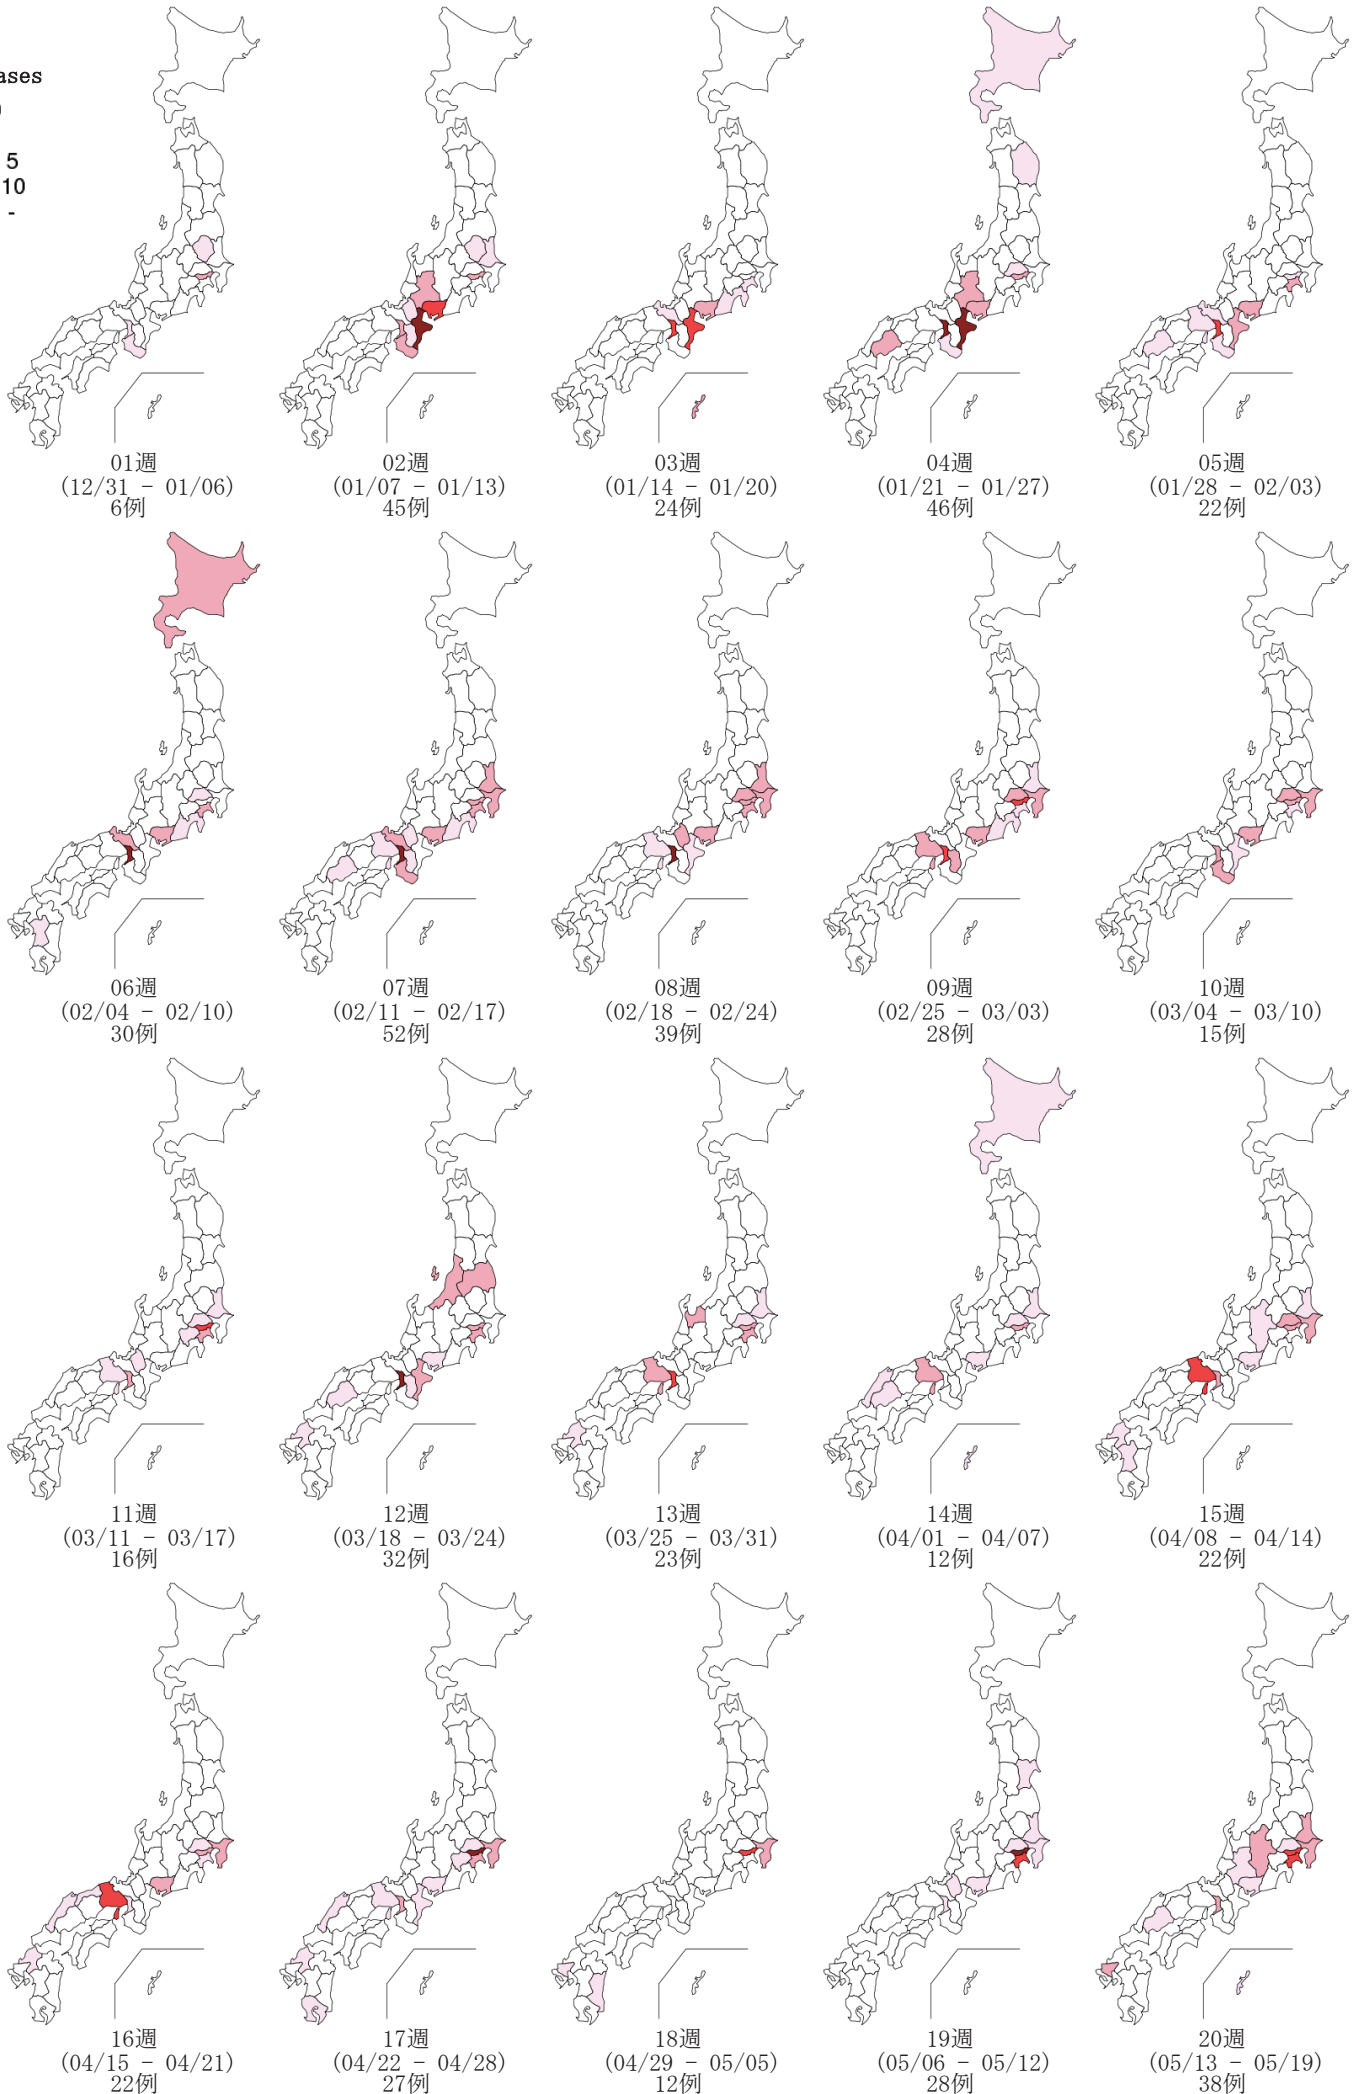 ases
5
10
-
01週
(12/31 - 01/06)
6例
02週
(01/07 - 01/13)
45例
03週
(01/14 - 01/20)
24例
04週
(01/21 - 01/27)
46例
05週
(01/28 - 02/03)
22例
06週
(02/04 - 02/10)
30例
07週
(02/11 - 02/17)
52例
08週
(02/18 - 02/24)
39例
09週
(02/25 - 03/03)
28例
10週
(03/04 - 03/10)
15例
11週
(03/11 - 03/17)
16例
12週
(03/18 - 03/24)
32例
13週
(03/25 - 03/31)
23例
14週
(04/01 - 04/07)
12例
15週
(04/08 - 04/14)
22例
16週
(04/15 - 04/21)
22例
17週
(04/22 - 04/28)
27例
18週
(04/29 - 05/05)
12例
19週
(05/06 - 05/12)
28例
20週
(05/13 - 05/19)
38例